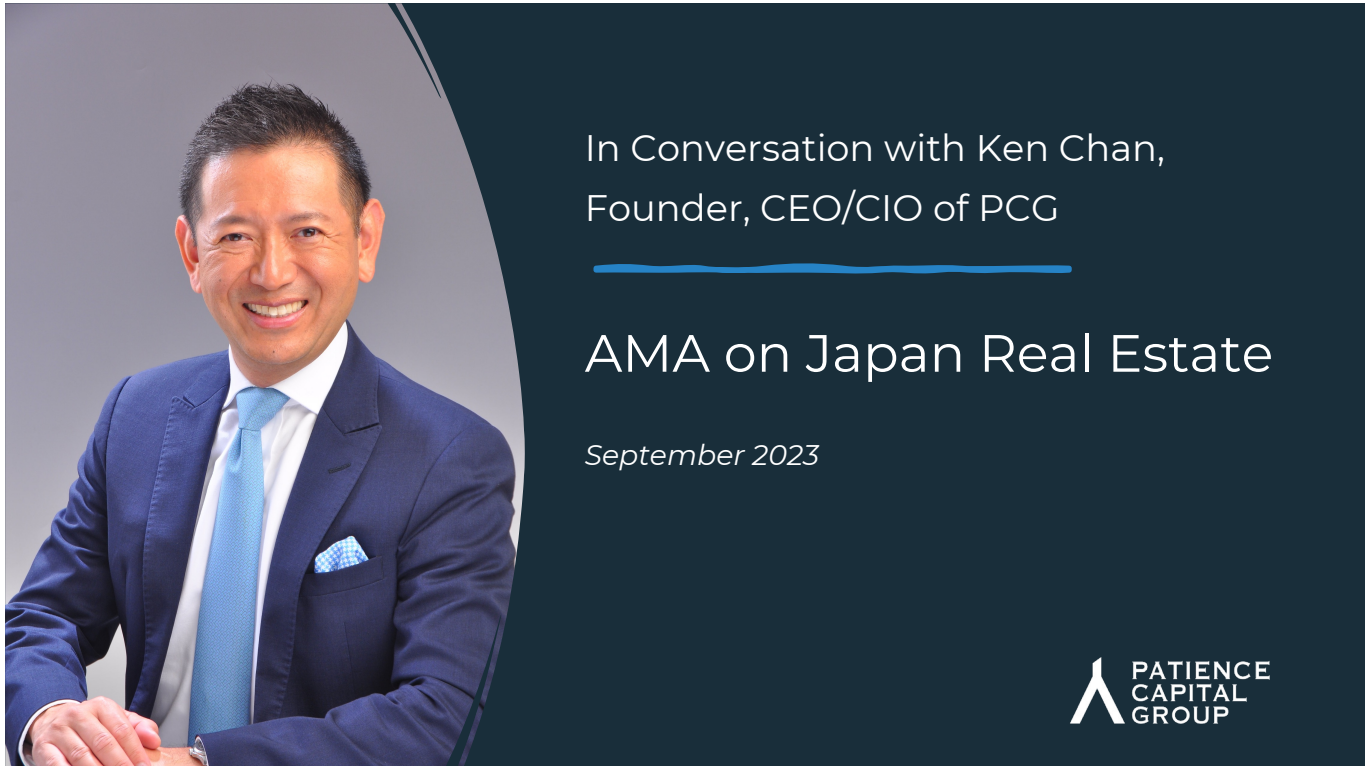 In Conversation with Ken Chan,
Founder, CEO/CIO of PCG
AMA on Japan Real Estate
September 2023
PATIENCE
CAPITAL
GROUP